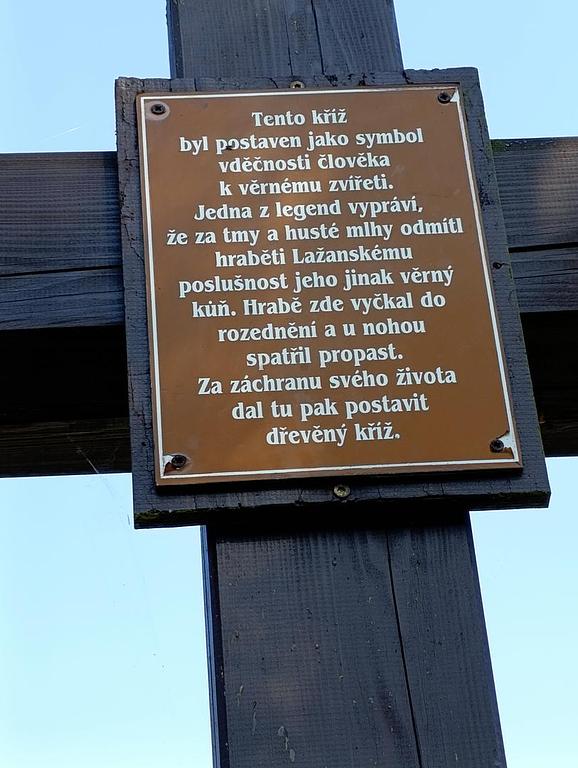 Tento kříž
byl postaven jako symbol
vděčnosti člověka
k věrnému zvířeti.
Jedna z legend vypráví,
že za tmy a husté mlhy odmítl
hraběti Lažanskému
poslušnost jeho jinak věrný
kůň. Hrabě zde vyčkal do
rozednění a u nohou
spatřil propast.
Za záchranu svého života
dal tu pak postavit
dřevěný kříž.